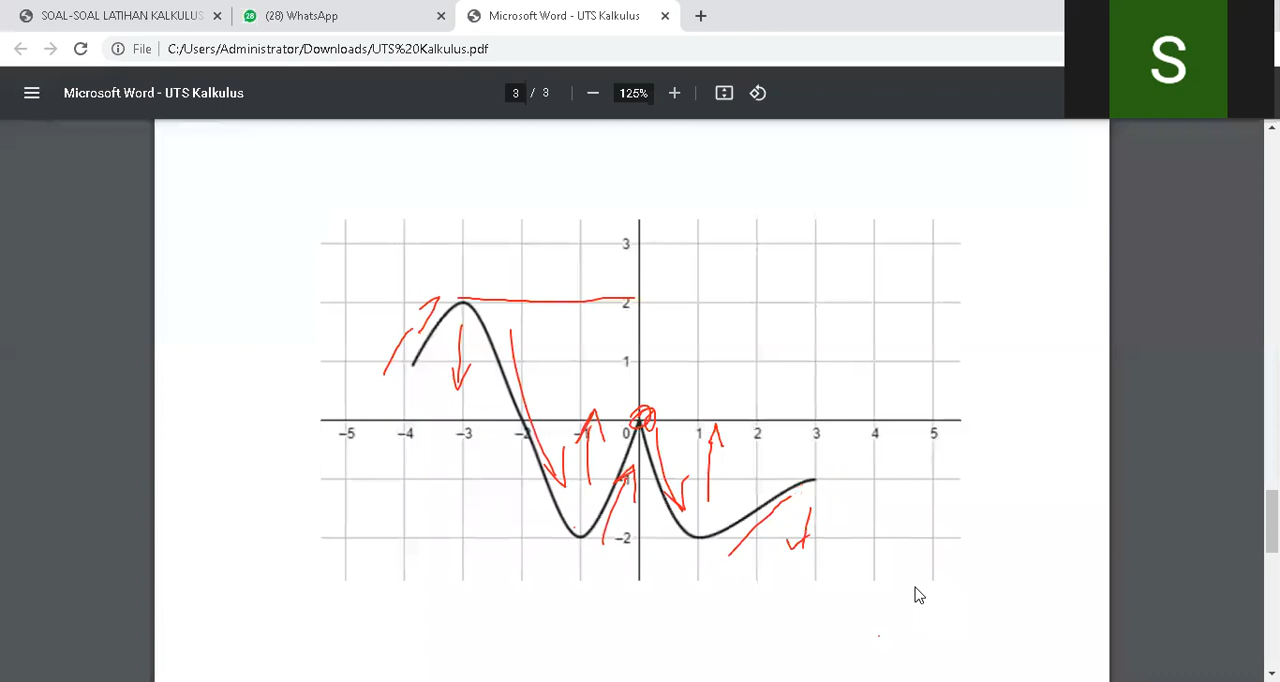 SOAL-SOAL LATIHAN KALKULUS
28 (28) WhatsApp
Microsoft Word - UTS Kalkulus
File C:/Users/Administrator/Downloads/UTS%20Kalkulus.pdf
S
Microsoft Word - UTS Kalkulus
3 / 3
125%
3
2
1
−5 −4 −3 −2 −1 0 1 2 3 4 5
−1
−2